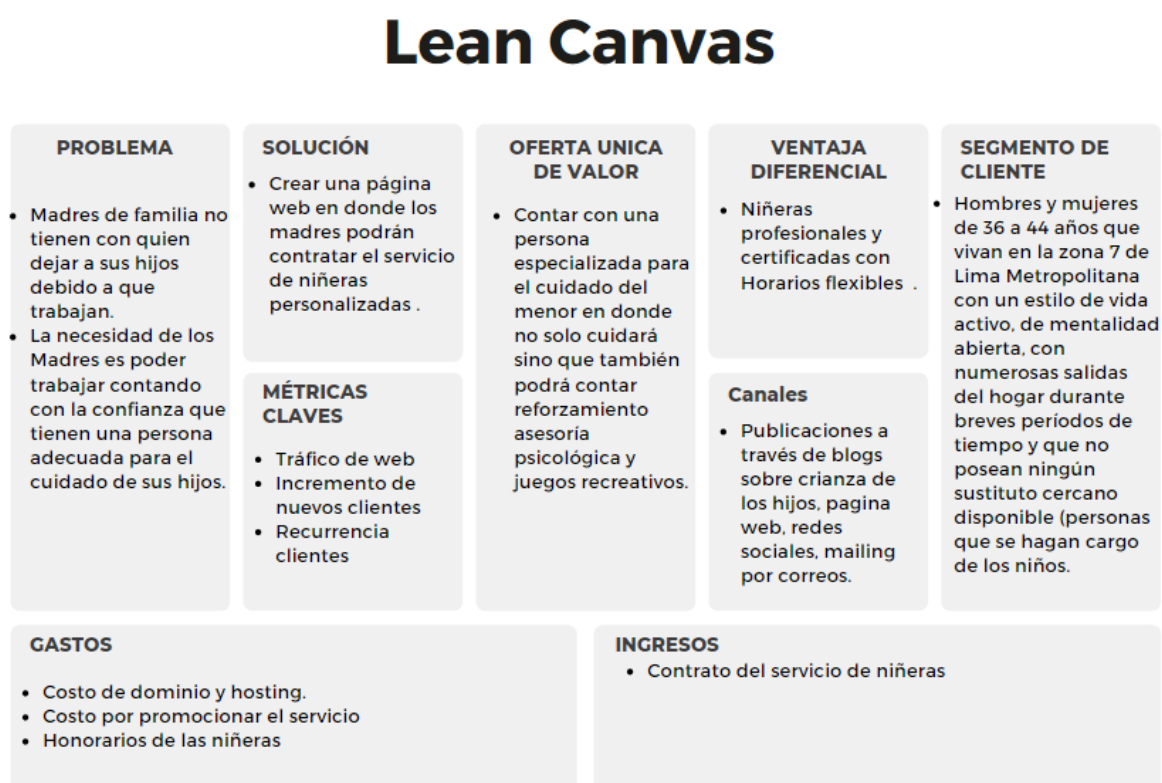 Lean Canvas
PROBLEMA
• Madres de familia no
tienen con quien
dejar a sus hijos
debido a que
trabajan.
• La necesidad de los
Madres es poder
trabajar contando
con la confianza que
tienen una persona
adecuada para el
cuidado de sus hijos.
SOLUCIÓN
• Crear una página
web en donde los
madres podrán
contratar el servicio
de niñeras
personalizadas .
MÉTRICAS
CLAVES
• Tráfico de web
• Incremento de
nuevos clientes
• Recurrencia
clientes
OFERTA UNICA
DE VALOR
• Contar con una
persona
especializada para
el cuidado del
menor en donde
no solo cuidará
sino que también
podrá contar
reforzamiento
asesoría
psicológica y
juegos recreativos.
VENTAJA
DIFERENCIAL
• Niñeras
profesionales y
certificadas con
Horarios flexibles .
Canales
• Publicaciones a
través de blogs
sobre crianza de
los hijos, pagina
web, redes
sociales, mailing
por correos.
SEGMENTO DE
CLIENTE
• Hombres y mujeres
de 36 a 44 años que
vivan en la zona 7 de
Lima Metropolitana
con un estilo de vida
activo, de mentalidad
abierta, con
numerosas salidas
del hogar durante
breves períodos de
tiempo y que no
posean ningún
sustituto cercano
disponible (personas
que se hagan cargo
de los niños.
GASTOS
• Costo de dominio y hosting.
• Costo por promocionar el servicio
• Honorarios de las niñeras
INGRESOS
• Contrato del servicio de niñeras